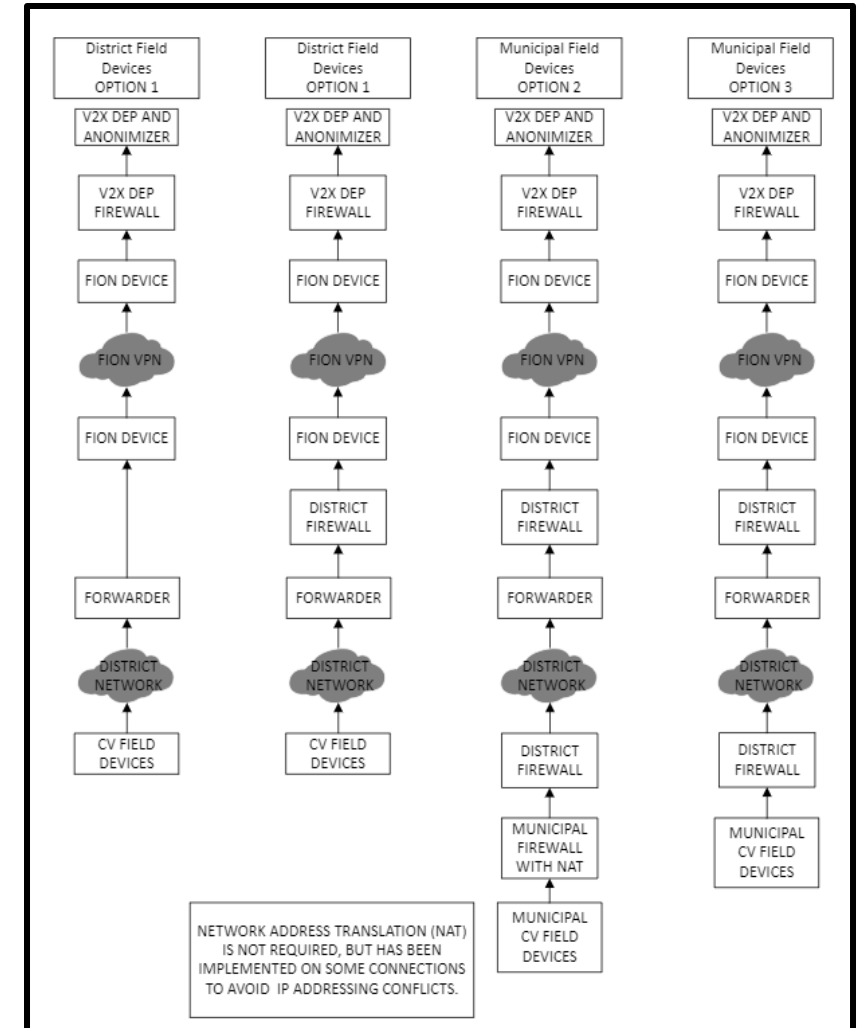 District Field
Devices
OPTION 1
V2X DEP AND
ANONIMIZER
V2X DEP
FIREWALL
FION DEVICE
FION VPN
FION DEVICE
FORWARDER
DISTRICT
NETWORK
CV FIELD
DEVICES
District Field
Devices
OPTION 1
V2X DEP AND
ANONIMIZER
V2X DEP
FIREWALL
FION DEVICE
FION VPN
FION DEVICE
DISTRICT
FIREWALL
FORWARDER
DISTRICT
NETWORK
CV FIELD
DEVICES
Municipal Field
Devices
OPTION 2
V2X DEP AND
ANONIMIZER
V2X DEP
FIREWALL
FION DEVICE
FION VPN
FION DEVICE
DISTRICT
FIREWALL
FORWARDER
DISTRICT
NETWORK
DISTRICT
FIREWALL
MUNICIPAL
FIREWALL
WITH NAT
MUNICIPAL
CV FIELD
DEVICES
Municipal Field
Devices
OPTION 3
V2X DEP AND
ANONIMIZER
V2X DEP
FIREWALL
FION DEVICE
FION VPN
FION DEVICE
DISTRICT
FIREWALL
FORWARDER
DISTRICT
NETWORK
DISTRICT
FIREWALL
MUNICIPAL
CV FIELD
DEVICES
NETWORK ADDRESS TRANSLATION (NAT)
IS NOT REQUIRED, BUT HAS BEEN
IMPLEMENTED ON SOME CONNECTIONS
TO AVOID IP ADDRESSING CONFLICTS.